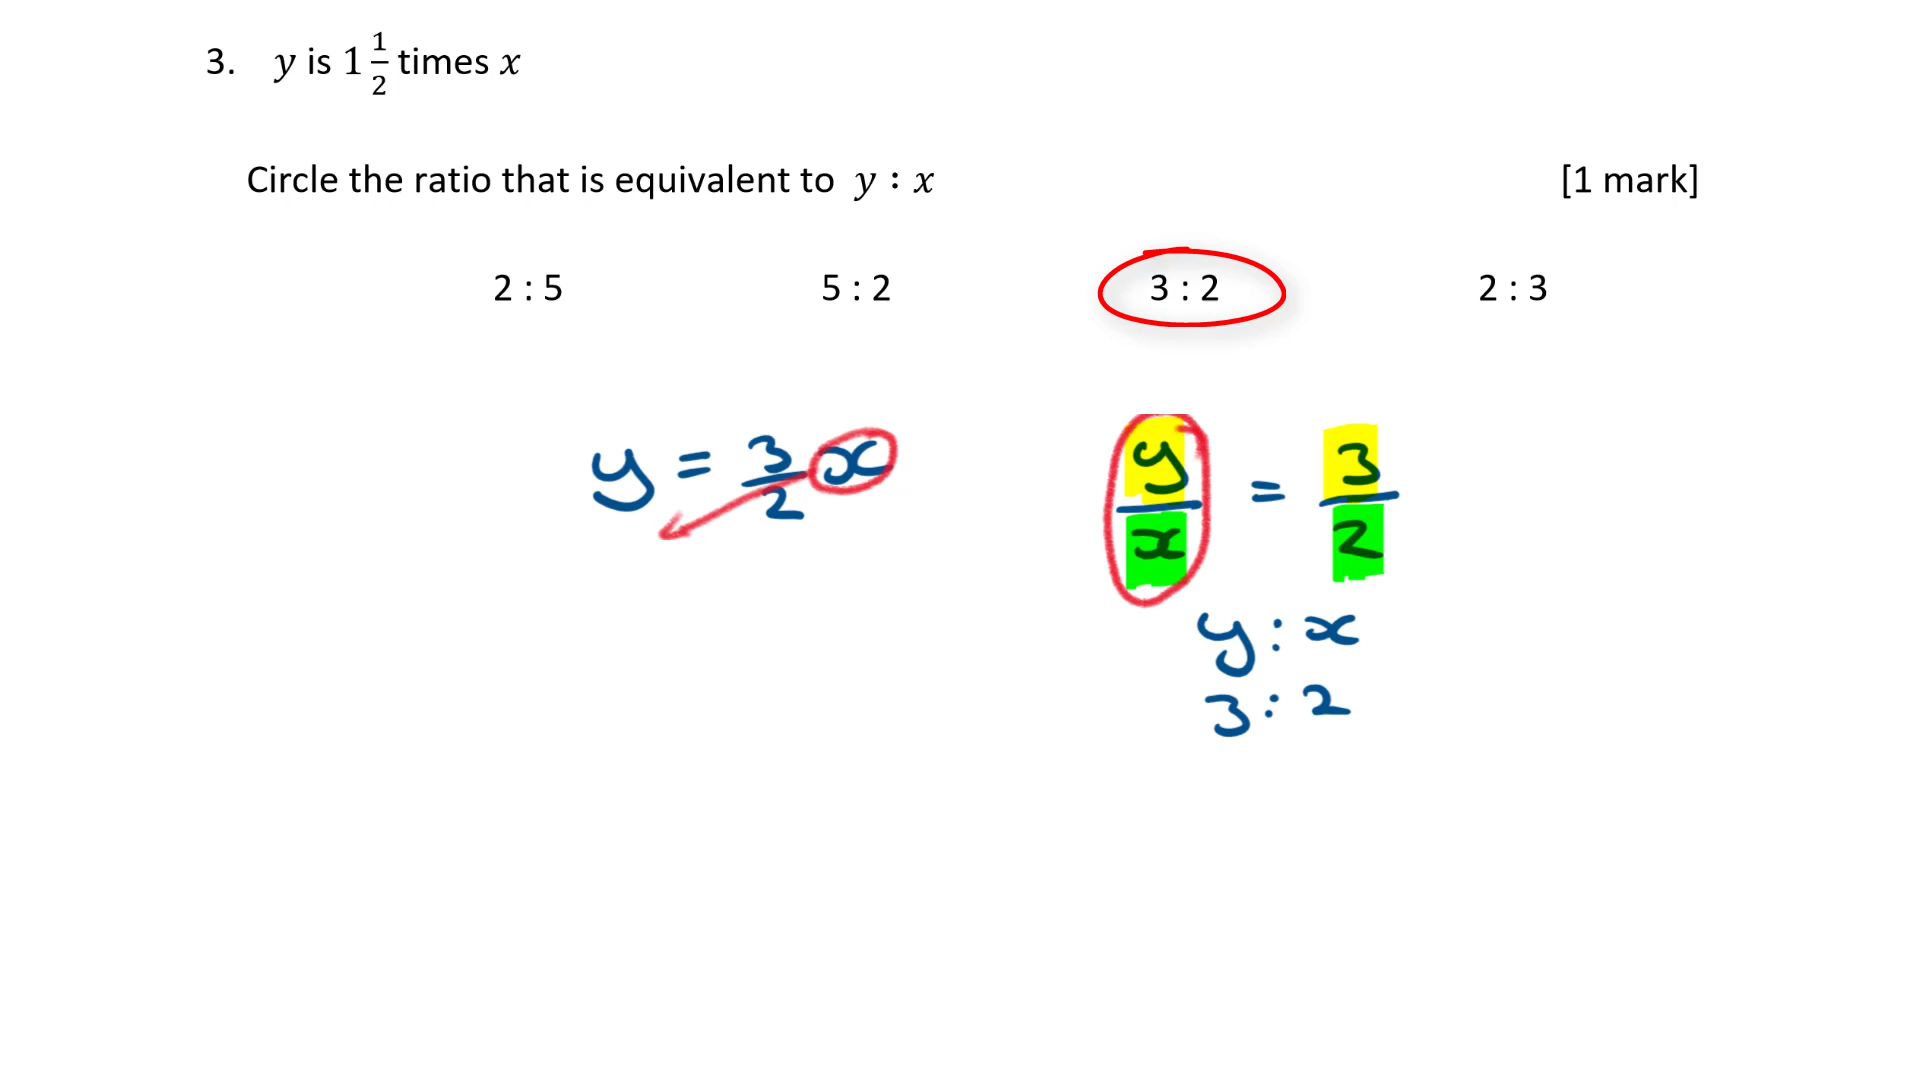 3. y is 1 1/2 times x
Circle the ratio that is equivalent to y : x [1 mark]
2 : 5 5 : 2 3 : 2 2 : 3
y = 3/2 x y/x = 3/2
y : x
3 : 2